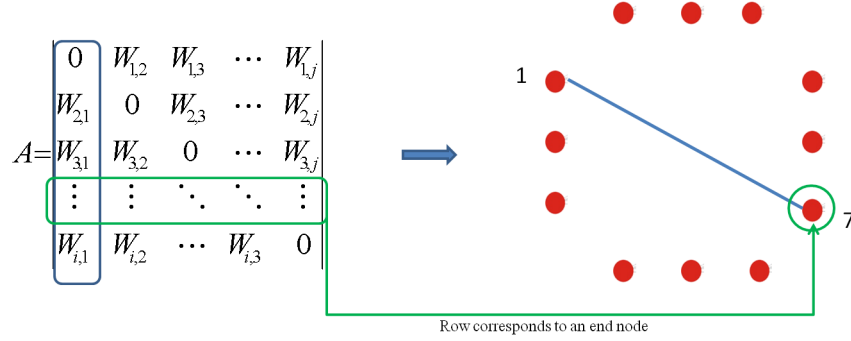 0 W1,2 W1,3 ⋯ W1,j
W2,1 0 W2,3 ⋯ W2,j
A= W3,1 W3,2 0 ⋯ W3,j
⋮ ⋮ ⋱ ⋱ ⋮
Wi,1 Wi,2 ⋯ Wi,3 0
1
7
Row corresponds to an end node